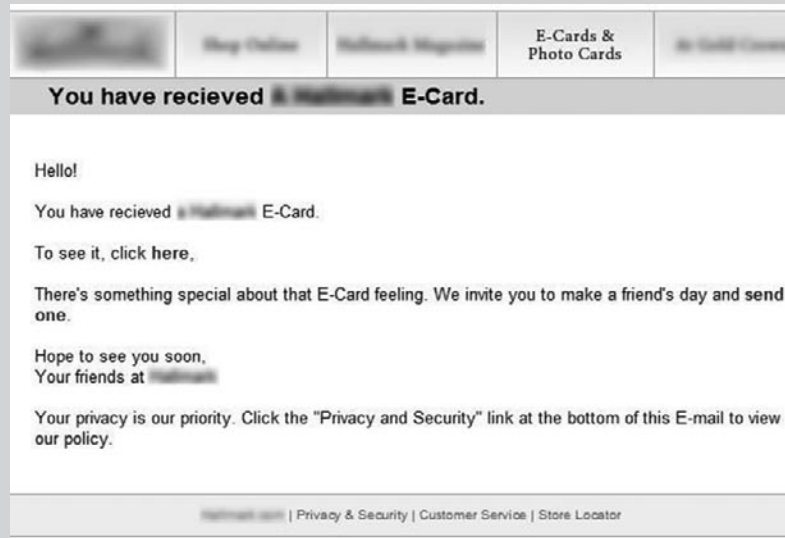 E-Cards &
Photo Cards
You have recieved E-Card.
Hello!
You have recieved E-Card.
To see it, click here,
There's something special about that E-Card feeling. We invite you to make a friend's day and send
one.
Hope to see you soon,
Your friends at
Your privacy is our priority. Click the "Privacy and Security" link at the bottom of this E-mail to view
our policy.
| Privacy & Security | Customer Service | Store Locator